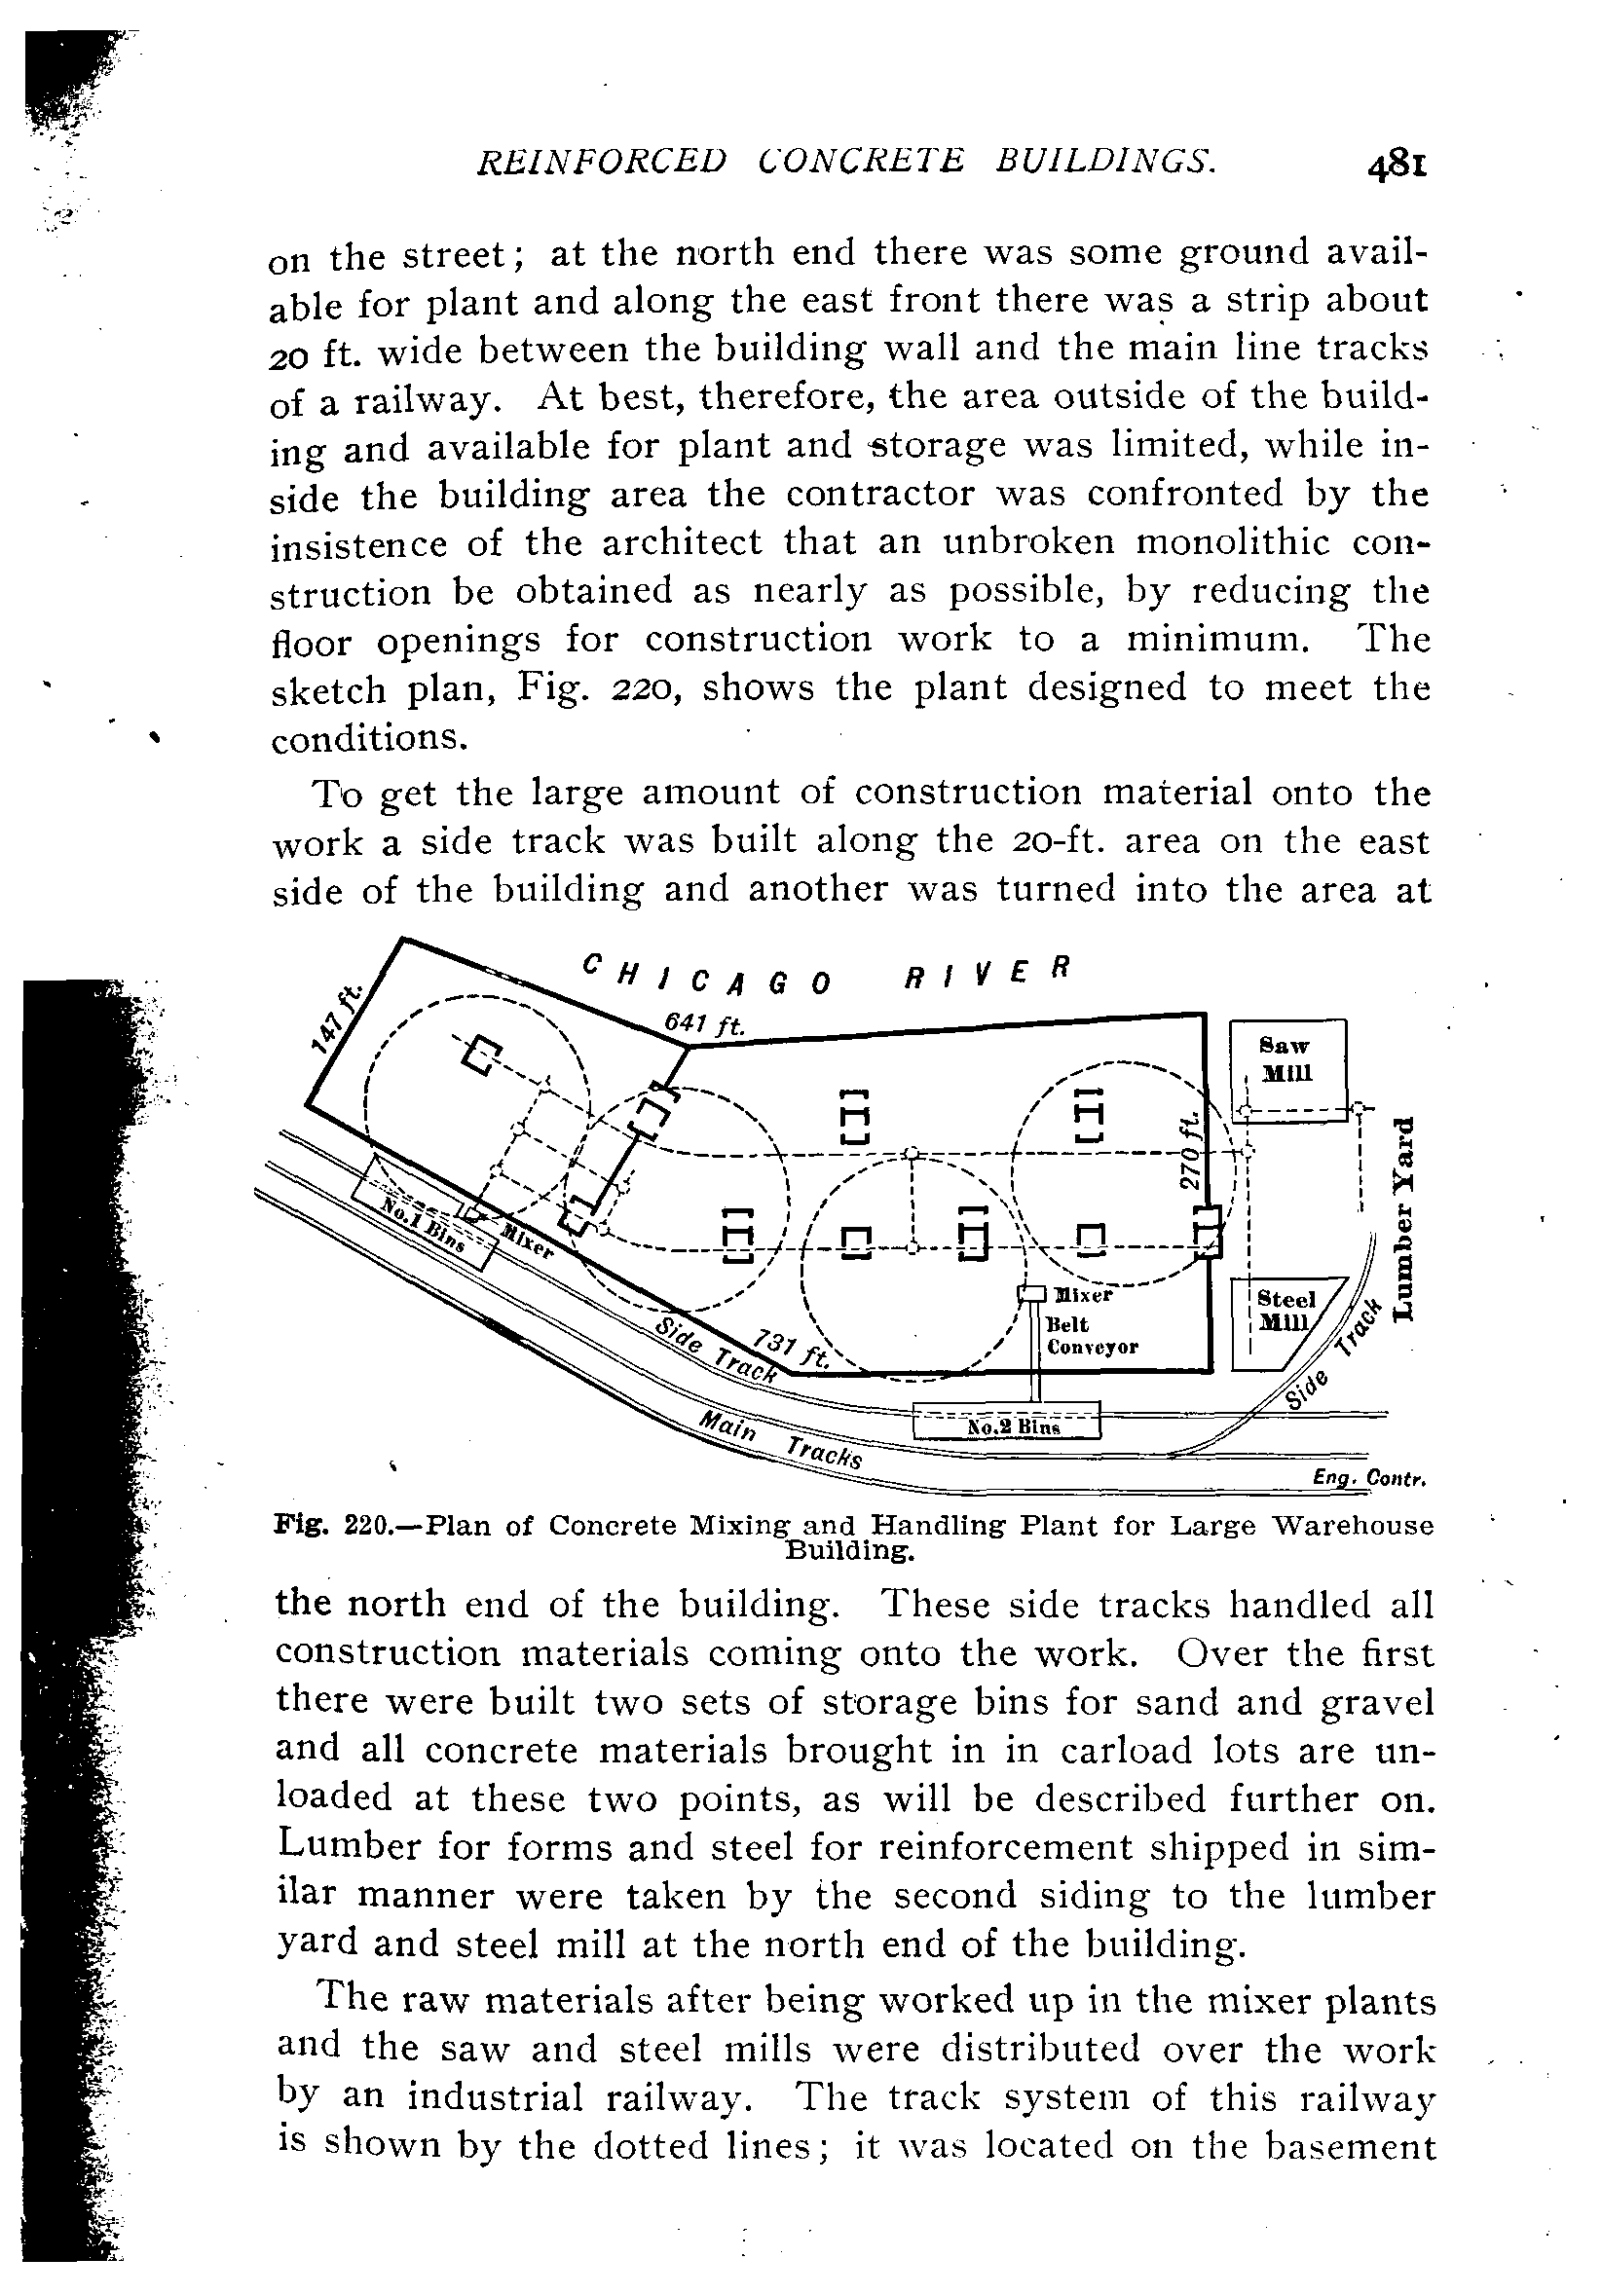 REINFORCED CONCRETE BUILDINGS. 481
on the street; at the north end there was some ground avail-
able for plant and along the east front there was a strip about
20 ft. wide between the building wall and the main line tracks
of a railway. At best, therefore, the area outside of the build-
ing and available for plant and storage was limited, while in-
side the building area the contractor was confronted by the
insistence of the architect that an unbroken monolithic con-
struction be obtained as nearly as possible, by reducing the
floor openings for construction work to a minimum. The
sketch plan, Fig. 220, shows the plant designed to meet the
conditions.
To get the large amount of construction material onto the
work a side track was built along the 20-ft. area on the east
side of the building and another was turned into the area at
CHICAGO RIVER
147 ft.
641 ft.
Saw
Mill
270 ft.
Lumber Yard
No.1 Bins
Mixer
Mixer
Belt
Conveyor
Steel
Mill
Side Track
731 ft.
Side Track
No.2 Bins
Main Tracks
Eng. Contr.
Fig. 220.—Plan of Concrete Mixing and Handling Plant for Large Warehouse
Building.
the north end of the building. These side tracks handled all
construction materials coming onto the work. Over the first
there were built two sets of storage bins for sand and gravel
and all concrete materials brought in in carload lots are un-
loaded at these two points, as will be described further on.
Lumber for forms and steel for reinforcement shipped in sim-
ilar manner were taken by the second siding to the lumber
yard and steel mill at the north end of the building.
The raw materials after being worked up in the mixer plants
and the saw and steel mills were distributed over the work
by an industrial railway. The track system of this railway
is shown by the dotted lines; it was located on the basement